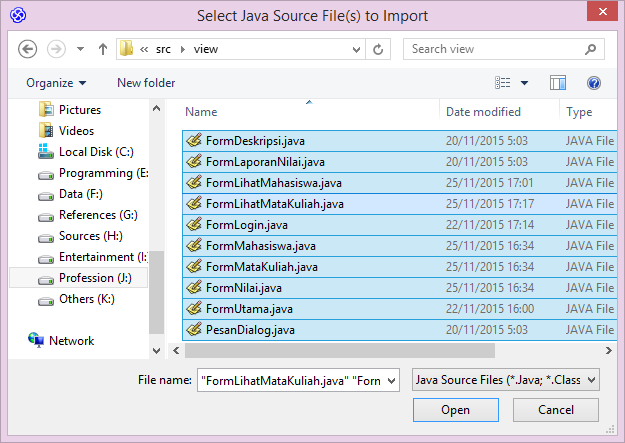 Select Java Source File(s) to Import
« src view
Search view
Organize New folder
Name Date modified Type
Pictures
Videos
Local Disk (C:)
Programming (E:
Data (F:)
References (G:)
Sources (H:)
Entertainment (I:
Profession (J:)
Others (K:)
Network
FormDeskripsi.java 20/11/2015 5:03 JAVA File
FormLaporanNilai.java 20/11/2015 5:03 JAVA File
FormLihatMahasiswa.java 25/11/2015 17:01 JAVA File
FormLihatMataKuliah.java 25/11/2015 17:17 JAVA File
FormLogin.java 22/11/2015 17:14 JAVA File
FormMahasiswa.java 25/11/2015 16:34 JAVA File
FormMataKuliah.java 25/11/2015 16:34 JAVA File
FormNilai.java 25/11/2015 16:34 JAVA File
FormUtama.java 22/11/2015 16:00 JAVA File
PesanDialog.java 20/11/2015 5:03 JAVA File
File name: "FormLihatMataKuliah.java" "Forn Java Source Files (*.Java; *.Class
Open Cancel